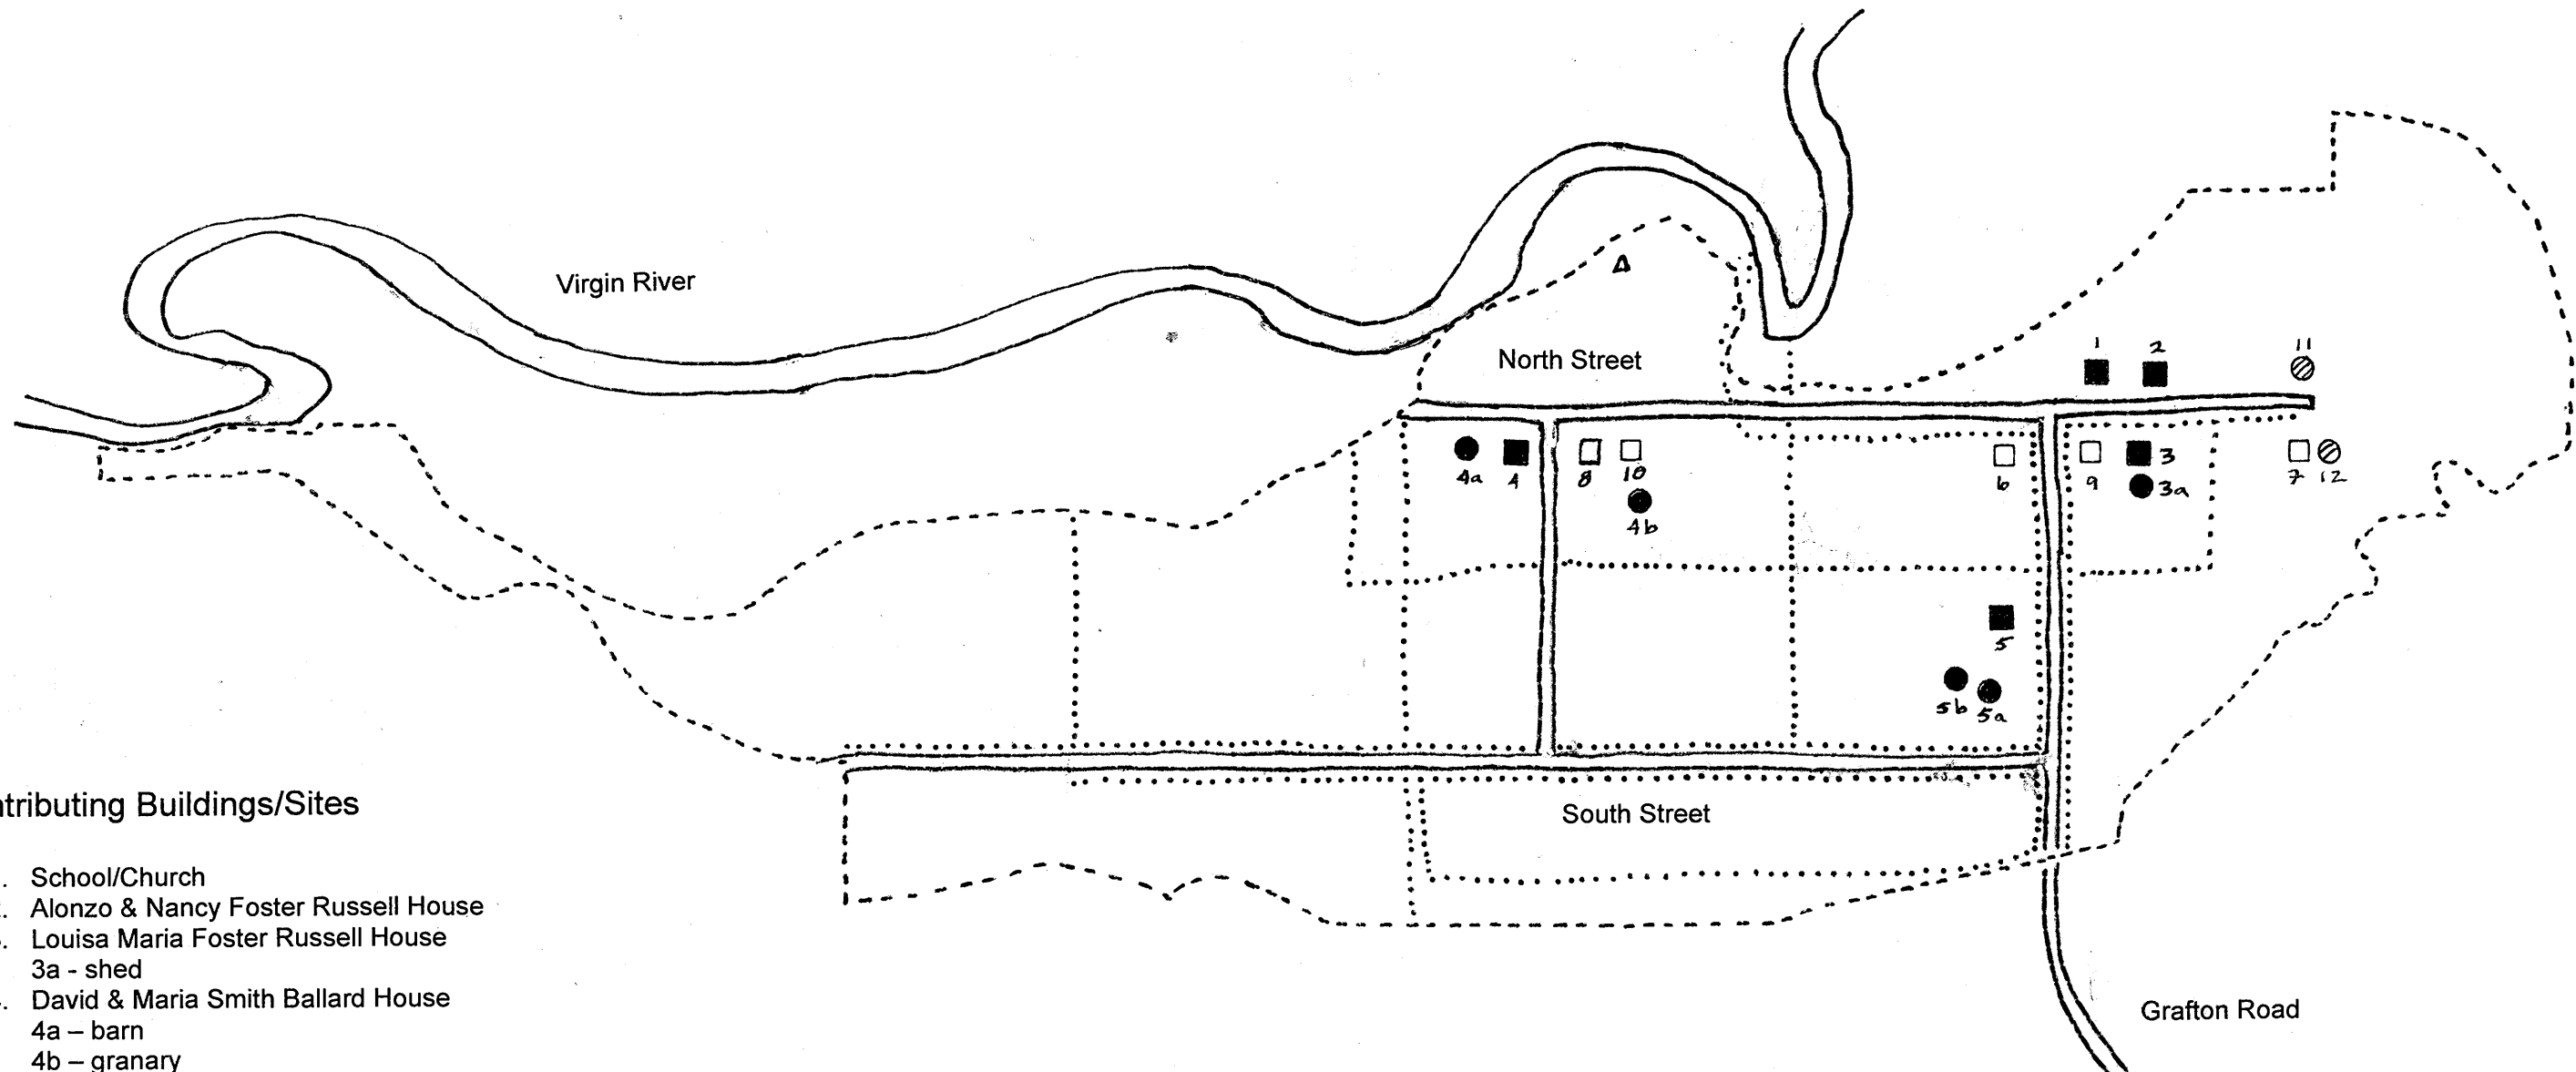 Virgin River
North Street
1
2
11
4a
4
8
10
4b
6
9
3
3a
7
12
5
5b
5a
South Street
ntributing Buildings/Sites
. School/Church
. Alonzo & Nancy Foster Russell House
. Louisa Maria Foster Russell House
3a - shed
. David & Maria Smith Ballard House
4a – barn
4b – granary
Grafton Road